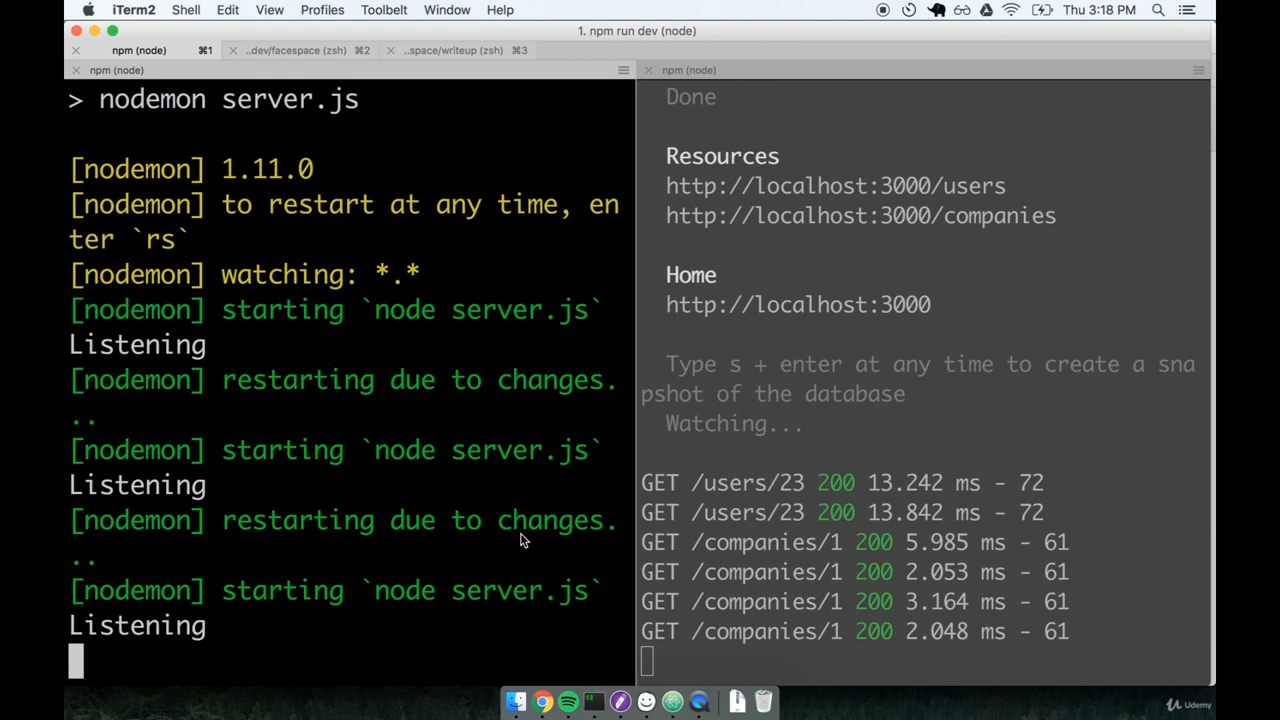 iTerm2 Shell Edit View Profiles Toolbelt Window Help Thu 3:18 PM
1. npm run dev (node)
npm (node) ⌘1 ..dev/facespace (zsh) ⌘2 ..space/writeup (zsh) ⌘3
npm (node)
> nodemon server.js
[nodemon] 1.11.0
[nodemon] to restart at any time, en
ter `rs`
[nodemon] watching: *.*
[nodemon] starting `node server.js`
Listening
[nodemon] restarting due to changes.
..
[nodemon] starting `node server.js`
Listening
[nodemon] restarting due to changes.
..
[nodemon] starting `node server.js`
Listening
npm (node)
Done
Resources
http://localhost:3000/users
http://localhost:3000/companies
Home
http://localhost:3000
Type s + enter at any time to create a sna
pshot of the database
Watching...
GET /users/23 200 13.242 ms - 72
GET /users/23 200 13.842 ms - 72
GET /companies/1 200 5.985 ms - 61
GET /companies/1 200 2.053 ms - 61
GET /companies/1 200 3.164 ms - 61
GET /companies/1 200 2.048 ms - 61
Udemy